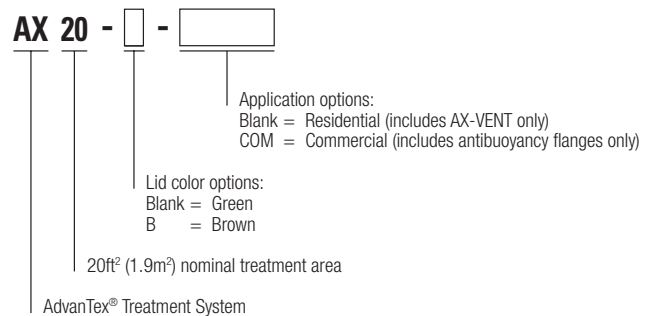 AX 20 - -
Application options:
Blank = Residential (includes AX-VENT only)
COM = Commercial (includes antibuoyancy flanges only)
Lid color options:
Blank = Green
B = Brown
20ft² (1.9m²) nominal treatment area
AdvanTex® Treatment System